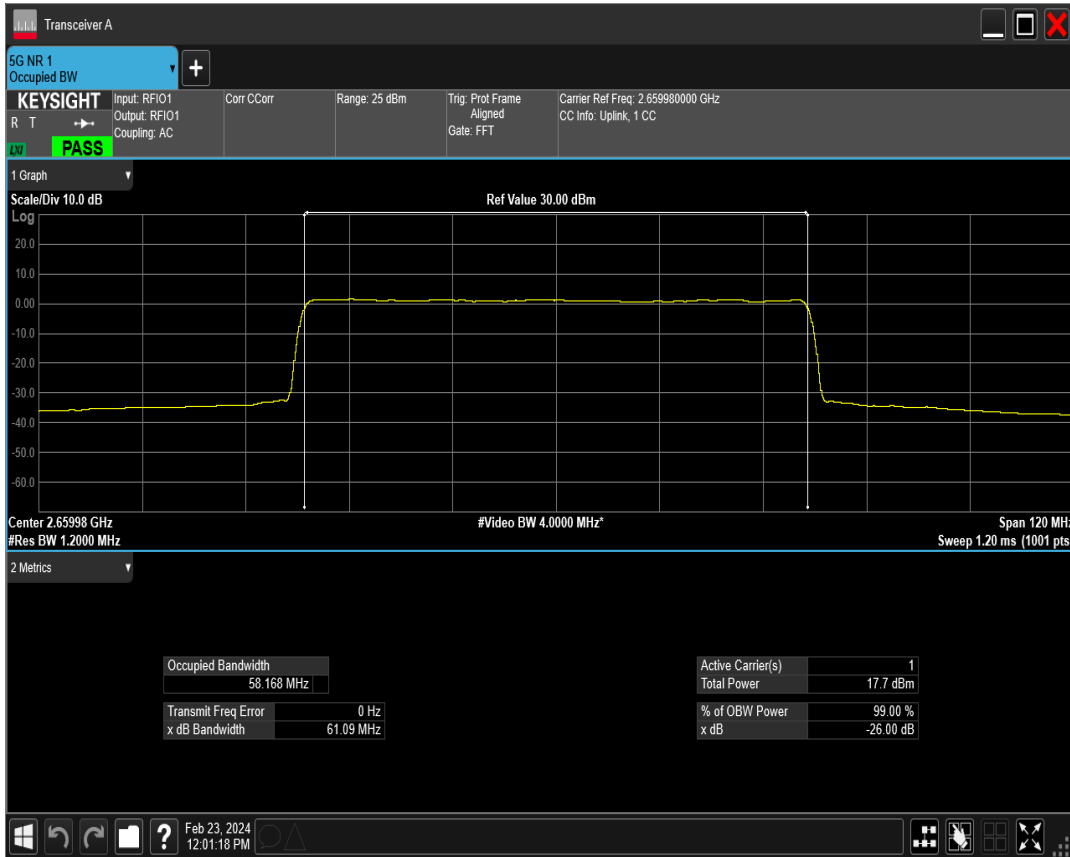 Transceiver A
5G NR 1
Occupied BW
KEYSIGHT
R T
LXI
PASS
Input: RFIO1
Output: RFIO1
Coupling: AC
Corr CCorr
Range: 25 dBm
Trig: Prot Frame
Aligned
Gate: FFT
Carrier Ref Freq: 2.659980000 GHz
CC Info: Uplink, 1 CC
1 Graph
Scale/Div 10.0 dB
Ref Value 30.00 dBm
Log
20.0
10.0
0.00
-10.0
-20.0
-30.0
-40.0
-50.0
-60.0
Center 2.65998 GHz
#Video BW 4.0000 MHz*
Span 120 MHz
#Res BW 1.2000 MHz
Sweep 1.20 ms (1001 pts
2 Metrics
Occupied Bandwidth
58.168 MHz
Transmit Freq Error 0 Hz
x dB Bandwidth 61.09 MHz
Active Carrier(s) 1
Total Power 17.7 dBm
% of OBW Power 99.00 %
x dB -26.00 dB
?
Feb 23, 2024
12:01:18 PM